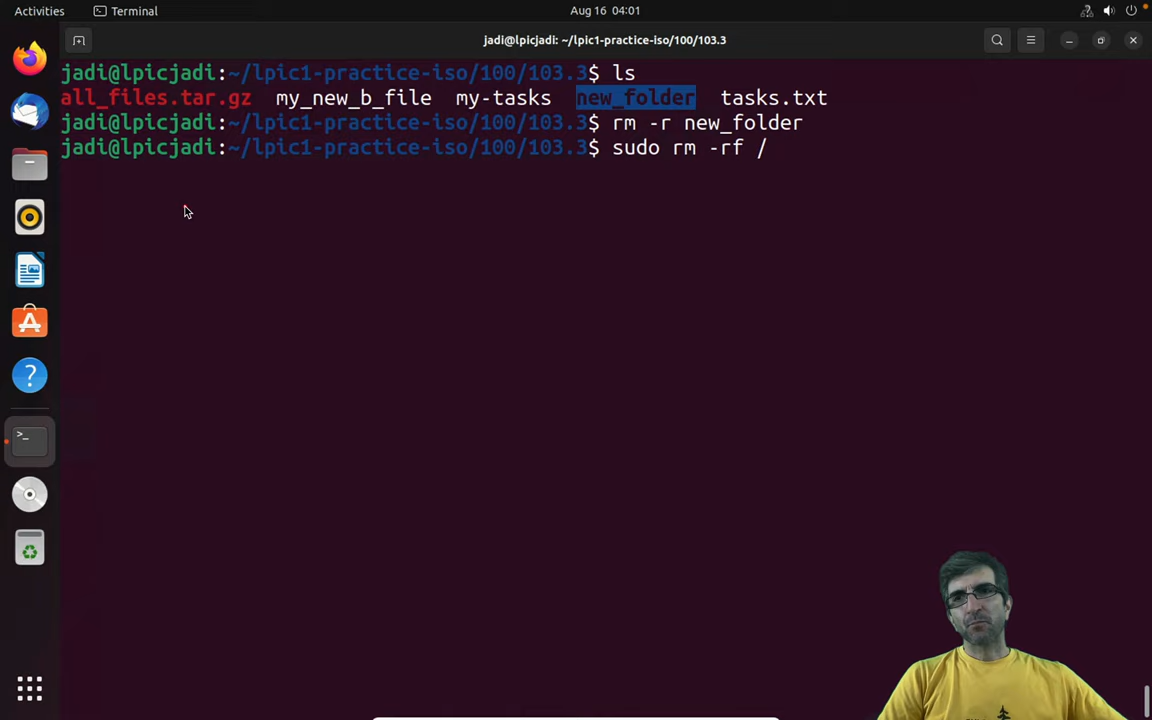 Activities Terminal Aug 16 04:01
jadi@lpicjadi: ~/lpic1-practice-iso/100/103.3
jadi@lpicjadi:~/lpic1-practice-iso/100/103.3$ ls
all_files.tar.gz my_new_b_file my-tasks new_folder tasks.txt
jadi@lpicjadi:~/lpic1-practice-iso/100/103.3$ rm -r new_folder
jadi@lpicjadi:~/lpic1-practice-iso/100/103.3$ sudo rm -rf /